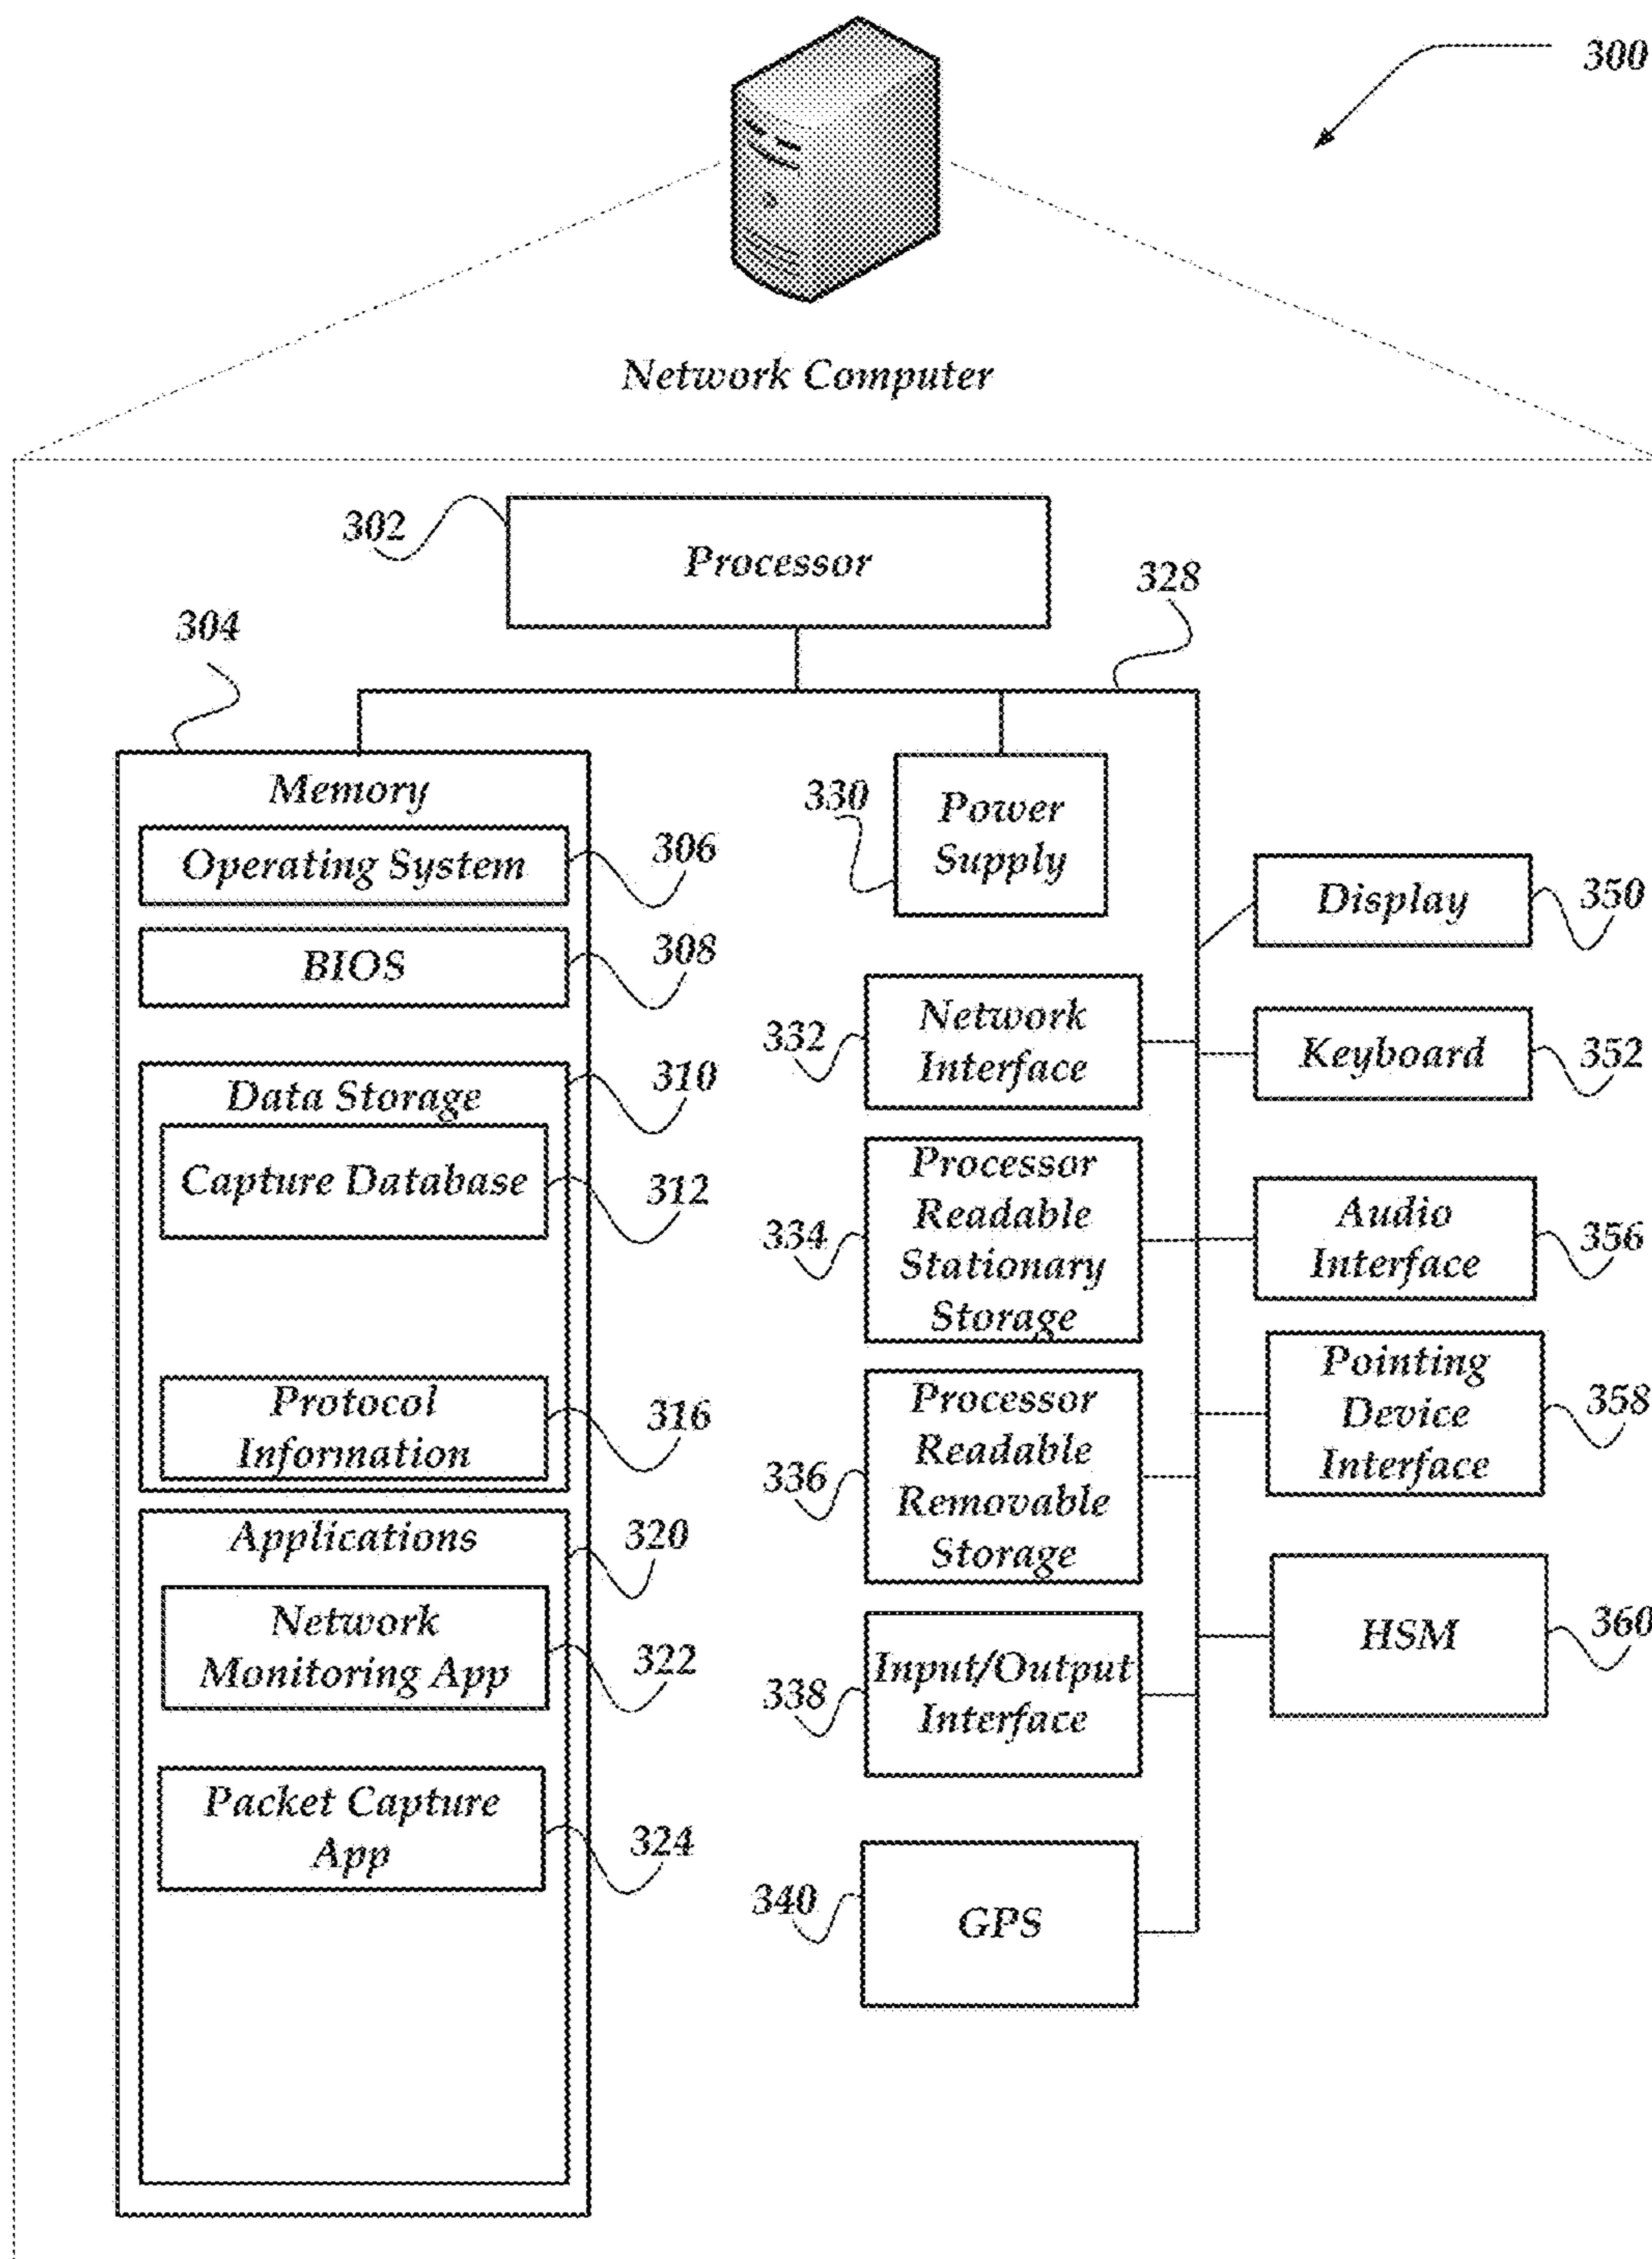 300
Network Computer
302
Processor
328
304
Memory
Operating System
306
BIOS
308
Data Storage
310
Capture Database
312
Protocol
Information
316
Applications
320
Network
Monitoring App
322
Packet Capture
App
324
330
Power
Supply
332
Network
Interface
334
Processor
Readable
Stationary
Storage
336
Processor
Readable
Removable
Storage
338
Input/Output
Interface
340
GPS
Display
350
Keyboard
352
Audio
Interface
356
Pointing
Device
Interface
358
HSM
360